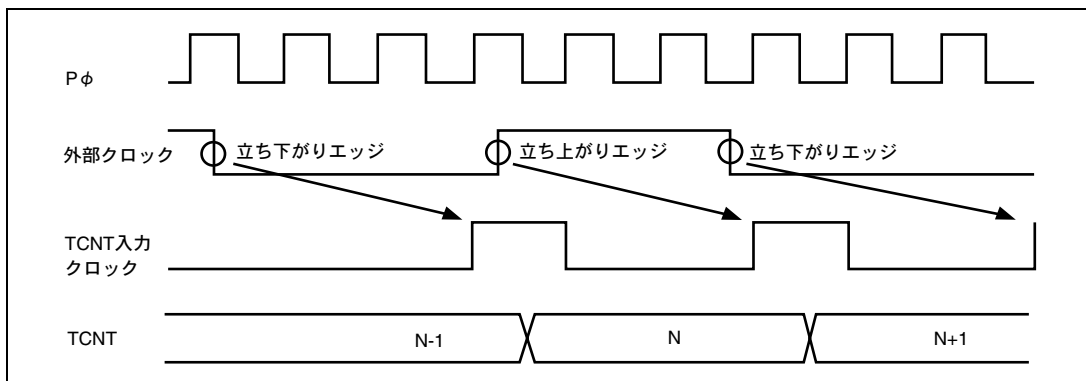 Pφ
外部クロック
立ち下がりエッジ
立ち上がりエッジ
立ち下がりエッジ
TCNT入力
クロック
TCNT
N-1
N
N+1